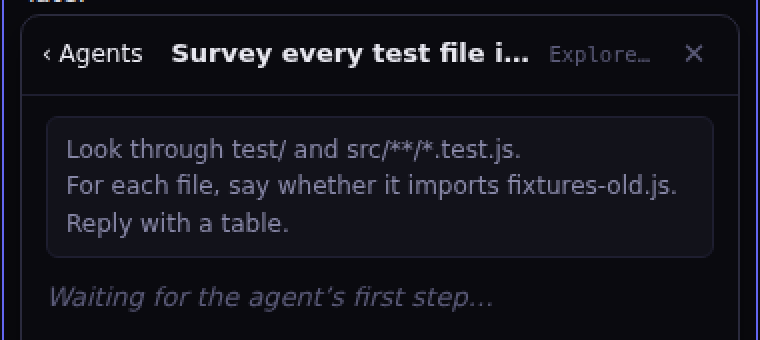 ‹ Agents Survey every test file i… Explore… ✕
Look through test/ and src/**/*.test.js.
For each file, say whether it imports fixtures-old.js.
Reply with a table.
Waiting for the agent’s first step…